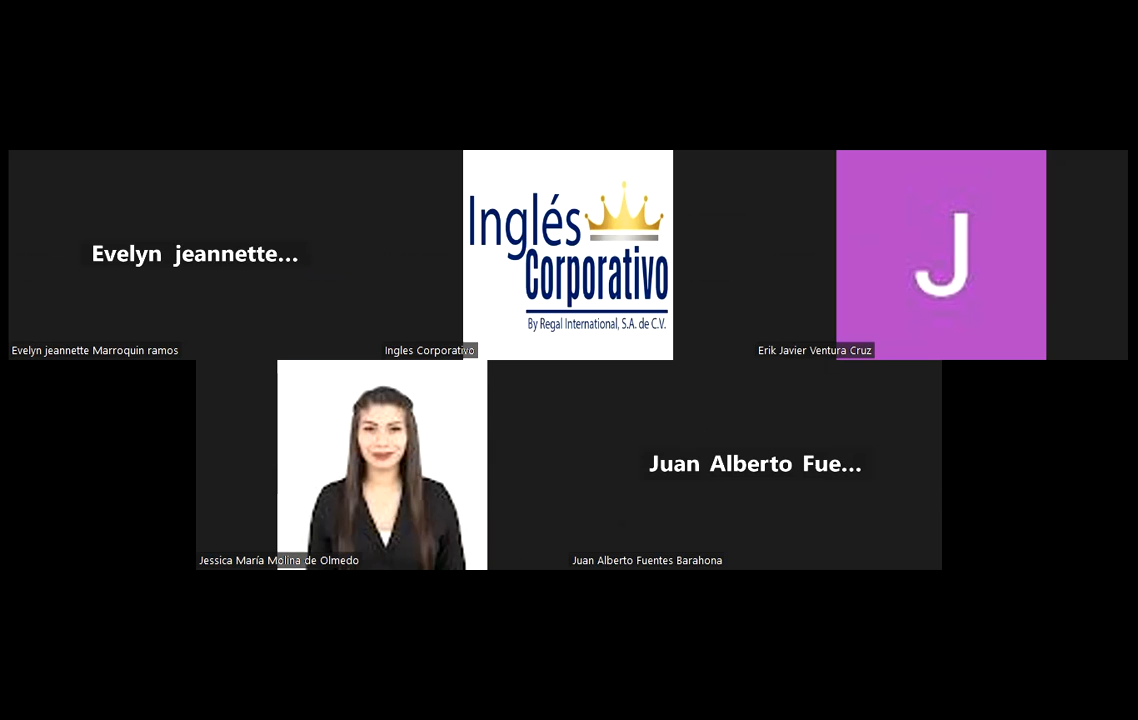 Evelyn jeannette...
Evelyn jeannette Marroquin ramos
Inglés
Corporativo
By Regal International, S.A. de C.V.
Ingles Corporativo
J
Erik Javier Ventura Cruz
Jessica María Molina de Olmedo
Juan Alberto Fue...
Juan Alberto Fuentes Barahona